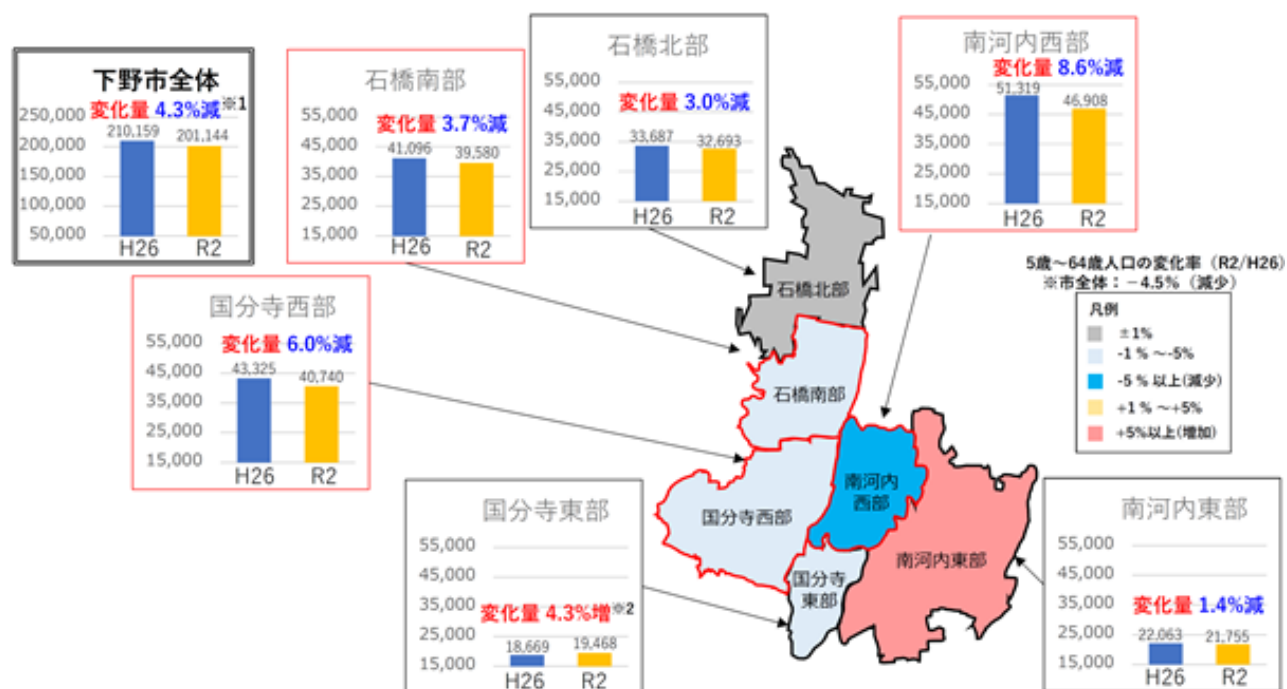 下野市全体
変化量 4.3%減※1
250,000
200,000
150,000
100,000
50,000
210,159
201,144
H26
R2
石橋南部
55,000
変化量 3.7%減
45,000
35,000
25,000
15,000
41,096
39,580
H26
R2
石橋北部
55,000
変化量 3.0%減
45,000
35,000
25,000
15,000
33,687
32,693
H26
R2
南河内西部
変化量 8.6%減
55,000
45,000
35,000
25,000
15,000
51,319
46,908
H26
R2
5歳~64歳人口の変化率(R2/H26)
※市全体:-4.5%(減少)
凡例
±1%
-1 % ~-5%
-5 % 以上(減少)
+1 % ~+5%
+5%以上(増加)
国分寺西部
55,000
変化量 6.0%減
45,000
35,000
25,000
15,000
43,325
40,740
H26
R2
石橋北部
石橋南部
南河内
西部
国分寺西部
南河内東部
国分寺
東部
国分寺東部
55,000
45,000
35,000
変化量 4.3%増※2
25,000
15,000
18,669
19,468
H26
R2
南河内東部
55,000
45,000
35,000
変化量 1.4%減
25,000
15,000
22,063
21,755
H26
R2